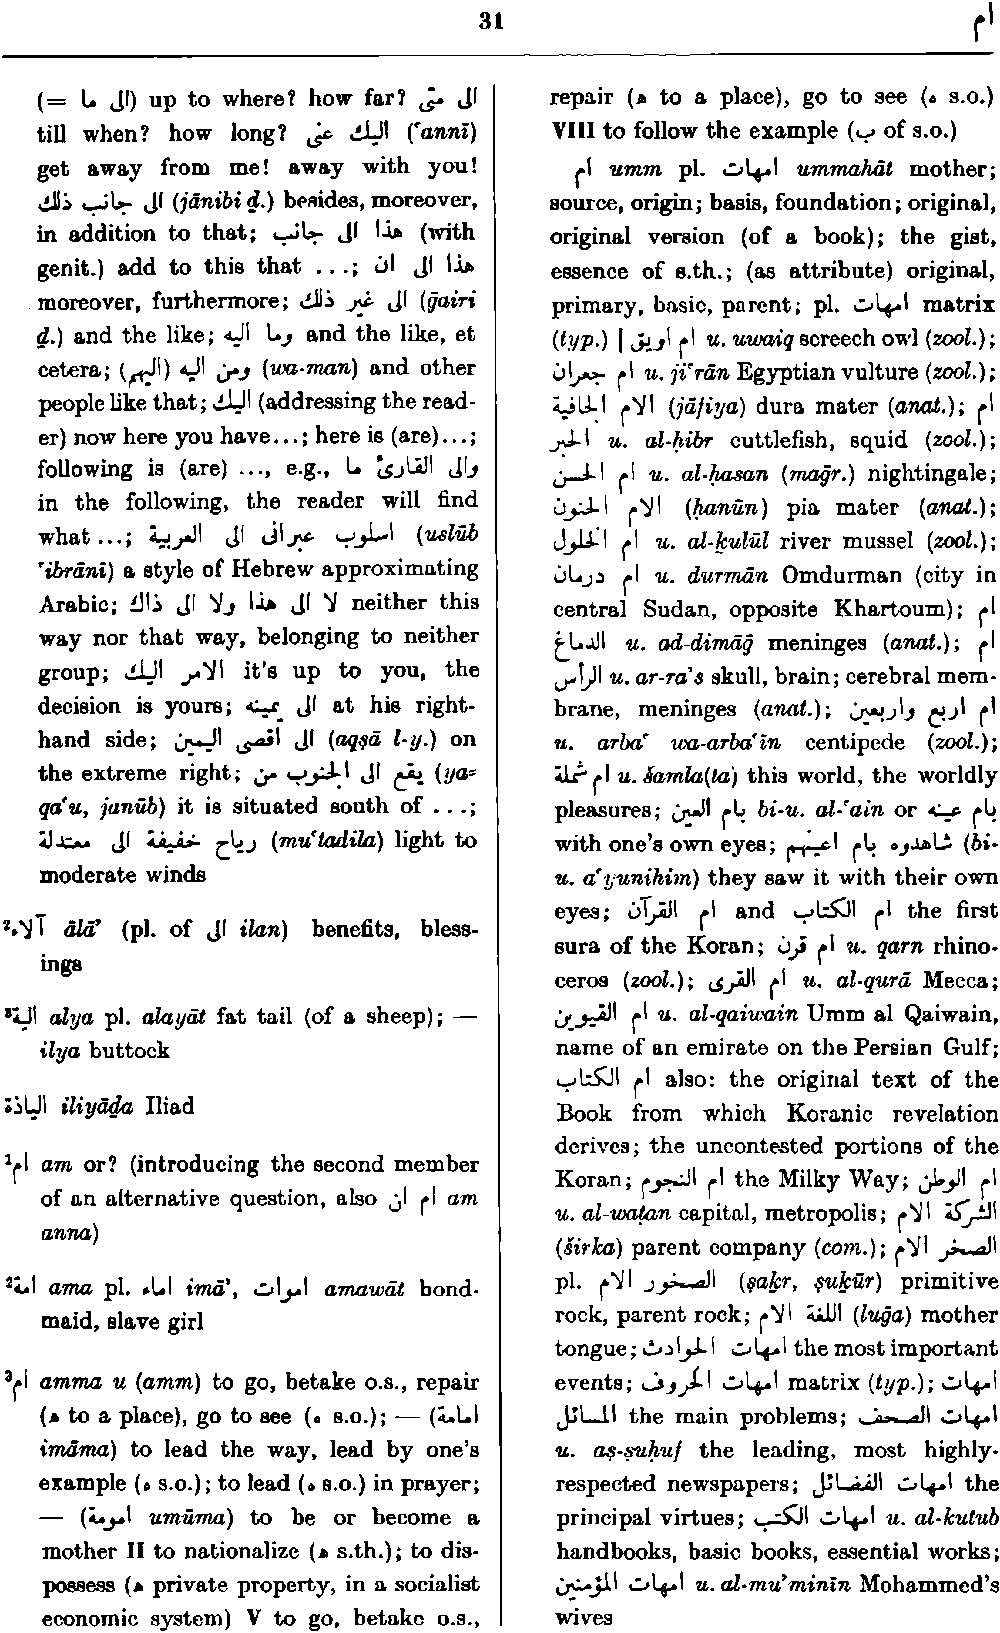 31
ام
(= الى ما) up to where? how far? الى متى
till when? how long? اليك عنى (ʿannī)
get away from me! away with you!
الى جانب ذلك (jānibi ḏ.) besides, moreover,
in addition to that; هذا الى جانب (with
genit.) add to this that ...; هذا الى ان
moreover, furthermore; الى غير ذلك (ḡairi
ḏ.) and the like; وما اليه and the like, et
cetera; ومن اليه (اليهم) (wa-man) and other
people like that; اليك (addressing the read-
er) now here you have...; here is (are)...;
following is (are) ..., e.g., والى القارئ ما
in the following, the reader will find
what ...; اسلوب عبرانى الى العربية (uslūb
ʿibrānī) a style of Hebrew approximating
Arabic; لا الى هذا ولا الى ذاك neither this
way nor that way, belonging to neither
group; الامر اليك it's up to you, the
decision is yours; الى يمينه at his right-
hand side; الى اقصى اليمين (aqṣā l-y.) on
the extreme right; يقع الى الجنوب من (ya-
qaʿu, janūb) it is situated south of ...;
رياح خفيفة الى معتدلة (muʿtadila) light to
moderate winds
²آلاء ālāʾ (pl. of الى ilan) benefits, bless-
ings
³الية alya pl. alayāt fat tail (of a sheep); —
ilya buttock
الياذة iliyāḏa Iliad
¹ام am or? (introducing the second member
of an alternative question, also ام ان am
anna)
²امة ama pl. اماء imāʾ, اموات amawāt bond-
maid, slave girl
³ام amma u (amm) to go, betake o.s., repair
(ه to a place), go to see (ه s.o.); — (امامة
imāma) to lead the way, lead by one's
example (ه s.o.); to lead (ه s.o.) in prayer;
— (امومة umūma) to be or become a
mother II to nationalize (ه s.th.); to dis-
possess (ه private property, in a socialist
economic system) V to go, betake o.s.,
repair (ه to a place), go to see (ه s.o.)
VIII to follow the example (ب of s.o.)
ام umm pl. امهات ummahāt mother;
source, origin; basis, foundation; original,
original version (of a book); the gist,
essence of s.th.; (as attribute) original,
primary, basic, parent; pl. امهات matrix
(typ.) | ام اويق u. uwaiq screech owl (zool.);
ام جعران u. jiʿrān Egyptian vulture (zool.);
الام الجافية (jāfiya) dura mater (anat.); ام
الحبر u. al-ḥibr cuttlefish, squid (zool.);
ام الحسن u. al-ḥasan (maḡr.) nightingale;
الام الحنون (ḥanūn) pia mater (anat.);
ام الخلول u. al-ḵulūl river mussel (zool.);
ام درمان u. durmān Omdurman (city in
central Sudan, opposite Khartoum); ام
الدماغ u. ad-dimāḡ meninges (anat.); ام
الرأس u. ar-raʾs skull, brain; cerebral mem-
brane, meninges (anat.); ام اربع واربعين
u. arbaʿ wa-arbaʿīn centipede (zool.);
ام شملة u. šamla(ta) this world, the worldly
pleasures; بام العين bi-u. al-ʿain or بام عينه
with one's own eyes; شاهدوه بام اعينهم (bi-
u. aʿyunihim) they saw it with their own
eyes; ام القرآن and ام الكتاب the first
sura of the Koran; ام قرن u. qarn rhino-
ceros (zool.); ام القرى u. al-qurā Mecca;
ام القيوين u. al-qaiwain Umm al Qaiwain,
name of an emirate on the Persian Gulf;
ام الكتاب also: the original text of the
Book from which Koranic revelation
derives; the uncontested portions of the
Koran; ام النجوم the Milky Way; ام الوطن
u. al-waṭan capital, metropolis; الشركة الام
(širka) parent company (com.); الصخر الام
pl. الصخور الام (ṣaḵr, ṣuḵūr) primitive
rock, parent rock; اللغة الام (luḡa) mother
tongue; امهات الحوادث the most important
events; امهات الحروف matrix (typ.); امهات
المسائل the main problems; امهات الصحف
u. aṣ-ṣuḥuf the leading, most highly-
respected newspapers; امهات الفضائل the
principal virtues; امهات الكتب u. al-kutub
handbooks, basic books, essential works;
امهات المؤمنين u. al-muʾminīn Mohammed's
wives